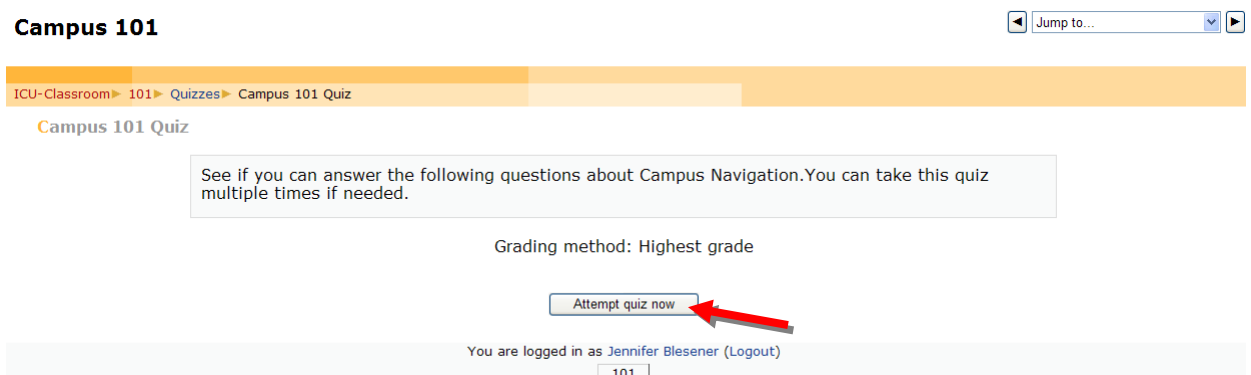 Campus 101
Jump to...
ICU-Classroom► 101► Quizzes► Campus 101 Quiz
Campus 101 Quiz
See if you can answer the following questions about Campus Navigation.You can take this quiz
multiple times if needed.
Grading method: Highest grade
Attempt quiz now
You are logged in as Jennifer Blesener (Logout)
101